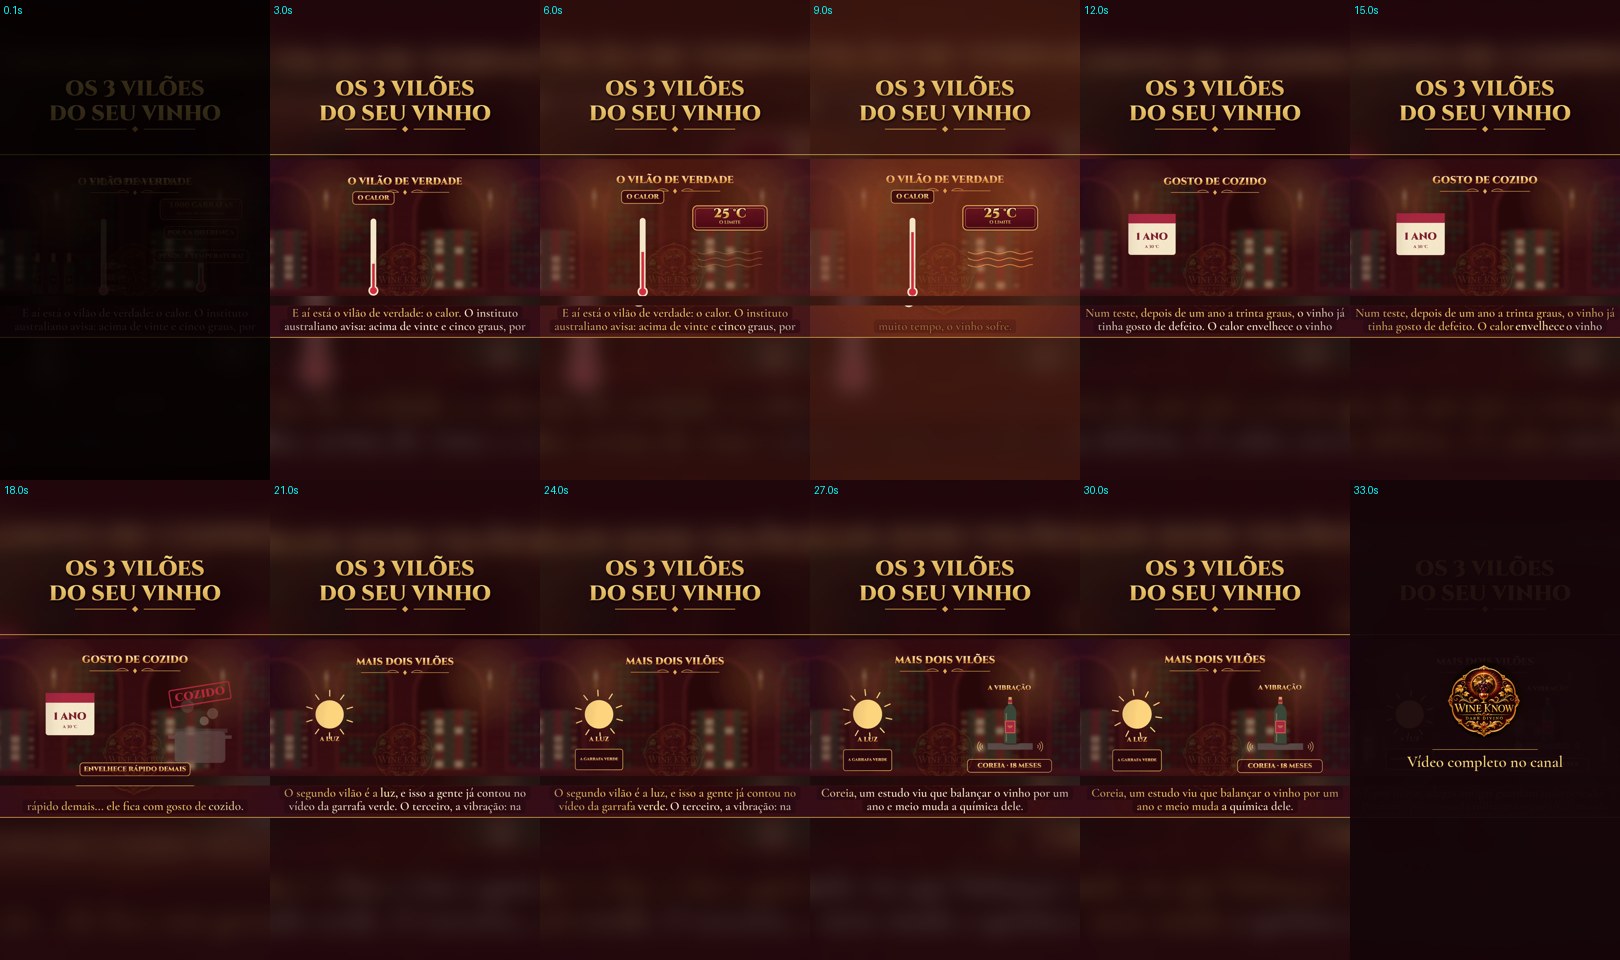 0.1s
OS 3 VILÕES
DO SEU VINHO
O VILÃO DE VERDADE
E aí está o vilão de verdade: o calor. O instituto
australiano avisa: acima de vinte e cinco graus, por
3.0s
OS 3 VILÕES
DO SEU VINHO
O VILÃO DE VERDADE
O CALOR
E aí está o vilão de verdade: o calor. O instituto
australiano avisa: acima de vinte e cinco graus, por
6.0s
OS 3 VILÕES
DO SEU VINHO
O VILÃO DE VERDADE
O CALOR
25 °C
O LIMITE
E aí está o vilão de verdade: o calor. O instituto
australiano avisa: acima de vinte e cinco graus, por
9.0s
OS 3 VILÕES
DO SEU VINHO
O VILÃO DE VERDADE
O CALOR
25 °C
O LIMITE
muito tempo, o vinho sofre.
12.0s
OS 3 VILÕES
DO SEU VINHO
GOSTO DE COZIDO
1 ANO
A 30°C
Num teste, depois de um ano a trinta graus, o vinho já
tinha gosto de defeito. O calor envelhece o vinho
15.0s
OS 3 VILÕES
DO SEU VINHO
GOSTO DE COZIDO
1 ANO
A 30°C
Num teste, depois de um ano a trinta graus, o vinho já
tinha gosto de defeito. O calor envelhece o vinho
18.0s
OS 3 VILÕES
DO SEU VINHO
GOSTO DE COZIDO
1 ANO
A 30°C
COZIDO
ENVELHECE RÁPIDO DEMAIS
rápido demais... ele fica com gosto de cozido.
21.0s
OS 3 VILÕES
DO SEU VINHO
MAIS DOIS VILÕES
A LUZ
O segundo vilão é a luz, e isso a gente já contou no
vídeo da garrafa verde. O terceiro, a vibração: na
24.0s
OS 3 VILÕES
DO SEU VINHO
MAIS DOIS VILÕES
A LUZ
A GARRAFA VERDE
O segundo vilão é a luz, e isso a gente já contou no
vídeo da garrafa verde. O terceiro, a vibração: na
27.0s
OS 3 VILÕES
DO SEU VINHO
MAIS DOIS VILÕES
A VIBRAÇÃO
A LUZ
A GARRAFA VERDE
COREIA · 18 MESES
Coreia, um estudo viu que balançar o vinho por um
ano e meio muda a química dele.
30.0s
OS 3 VILÕES
DO SEU VINHO
MAIS DOIS VILÕES
A VIBRAÇÃO
A LUZ
A GARRAFA VERDE
COREIA · 18 MESES
Coreia, um estudo viu que balançar o vinho por um
ano e meio muda a química dele.
33.0s
OS 3 VILÕES
DO SEU VINHO
WINE KNOW
DARK DIVINO
Vídeo completo no canal